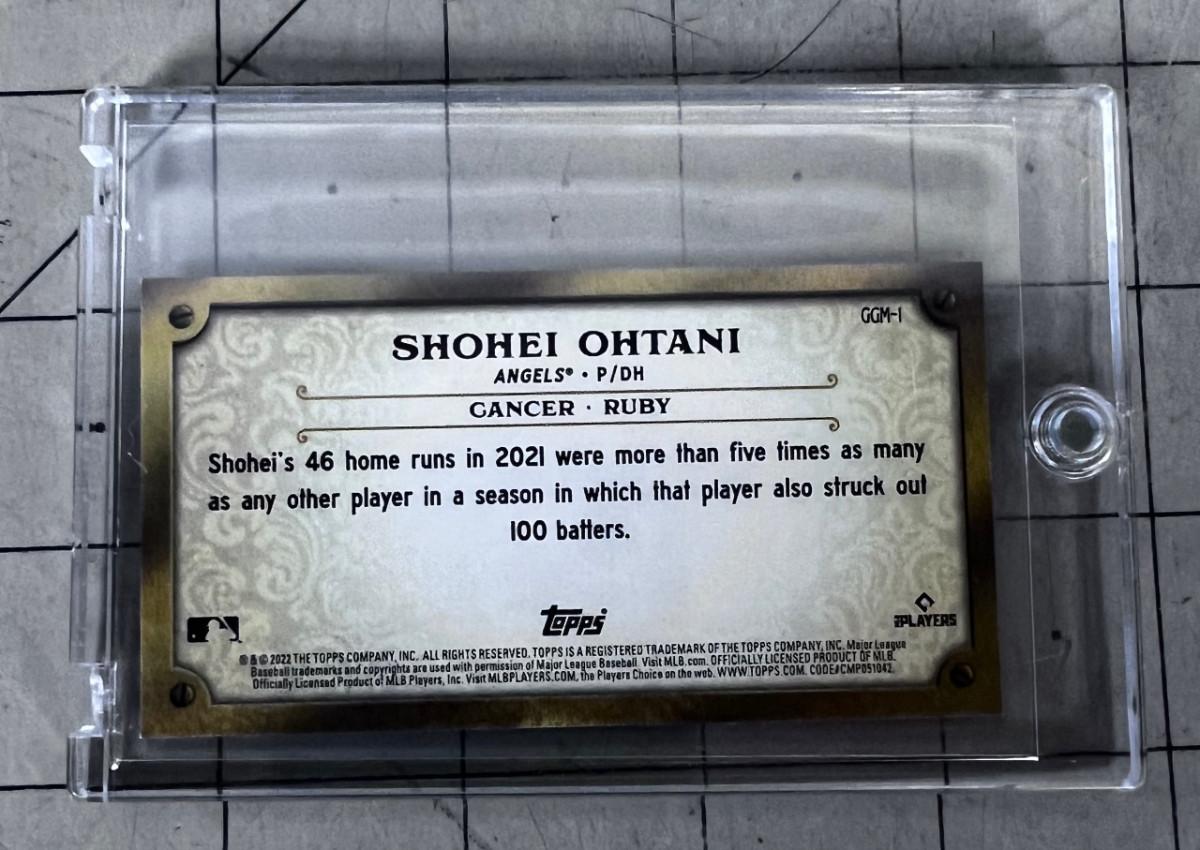 GGM-1
SHOHEI OHTANI
ANGELS® • P/DH
CANCER · RUBY
Shohei's 46 home runs in 2021 were more than five times as many
as any other player in a season in which that player also struck out
100 batters.
topps
PLAYERS
® & © 2022 THE TOPPS COMPANY, INC. ALL RIGHTS RESERVED. TOPPS IS A REGISTERED TRADEMARK OF THE TOPPS COMPANY, INC. Major League
Baseball trademarks and copyrights are used with permission of Major League Baseball. Visit MLB.com. OFFICIALLY LICENSED PRODUCT OF MLB.
Officially Licensed Product of MLB Players, Inc. Visit MLBPLAYERS.COM, the Players Choice on the web. WWW.TOPPS.COM. CODE#CMP051042.